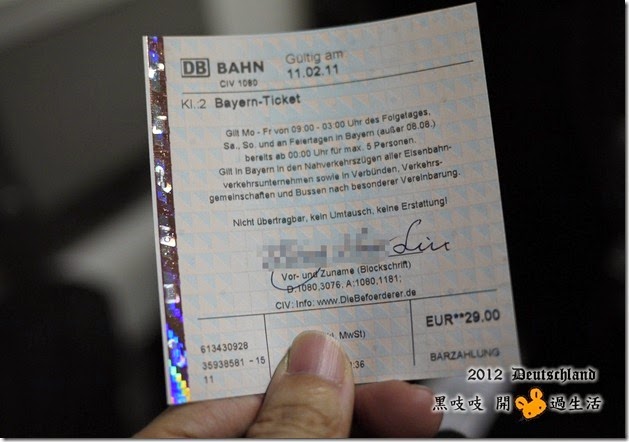 DB BAHN
CIV 1080
Gültig am
11.02.11
Kl.:2 Bayern-Ticket
Gilt Mo - Fr von 09:00 - 03:00 Uhr des Folgetages,
Sa., So. und an Feiertagen in Bayern (außer 08.08.)
bereits ab 00:00 Uhr für max. 5 Personen.
Gilt in Bayern in den Nahverkehrszügen aller Eisenbahn-
verkehrsunternehmen sowie in Verbünden, Verkehrs-
gemeinschaften und Bussen nach besonderer Vereinbarung.
Nicht übertragbar, kein Umtausch, keine Erstattung!
Lin
Vor- und Zuname (Blockschrift)
D:1080,3076, A:1080,1181;
CIV: Info: www.DieBefoerderer.de
613430928
35938581 - 15
11
MwSt)
:36
EUR**29.00
BARZAHLUNG
2012 Deutschland
黑吱吱 開 過生活